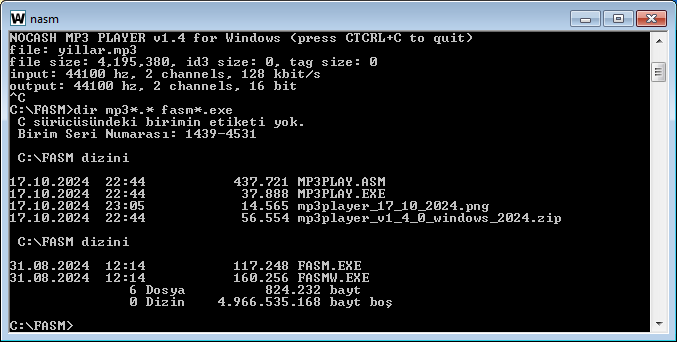 nasm
NOCASH MP3 PLAYER v1.4 for Windows (press CTCRL+C to quit)
file: yillar.mp3
file size: 4,195,380, id3 size: 0, tag size: 0
input: 44100 hz, 2 channels, 128 kbit/s
output: 44100 hz, 2 channels, 16 bit
^C
C:\FASM>dir mp3*.* fasm*.exe
 C sürücüsündeki birimin etiketi yok.
 Birim Seri Numarası: 1439-4531

 C:\FASM dizini

17.10.2024  22:44           437.721 MP3PLAY.ASM
17.10.2024  22:44            37.888 MP3PLAY.EXE
17.10.2024  23:05            14.565 mp3player_17_10_2024.png
17.10.2024  22:44            56.554 mp3player_v1_4_0_windows_2024.zip

 C:\FASM dizini

31.08.2024  12:14           117.248 FASM.EXE
31.08.2024  12:14           160.256 FASMW.EXE
               6 Dosya          824.232 bayt
               0 Dizin    4.966.535.168 bayt boş

C:\FASM>